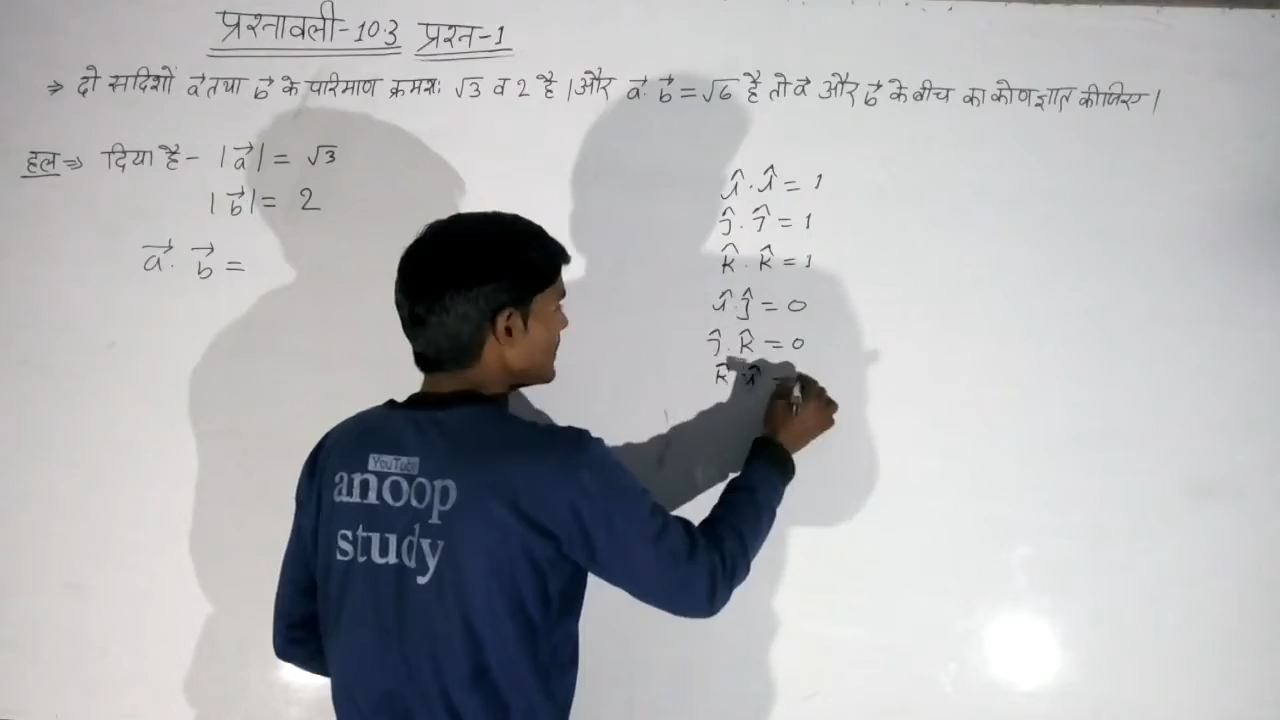 प्रश्नावली-10.3 प्रश्न-1
⇒ दो सदिशों a⃗ तथा b⃗ के परिमाण क्रमशः √3 व 2 है। और a⃗. b⃗ = √6 है तो a⃗ और b⃗ के बीच का कोण ज्ञात कीजिए।
हल ⇒ दिया है - |a⃗| = √3
|b⃗| = 2
a⃗. b⃗ =
î.î = 1
ĵ.ĵ = 1
k̂.k̂ = 1
î.ĵ = 0
ĵ.k̂ = 0
k̂.î =
YouTube
anoop
study